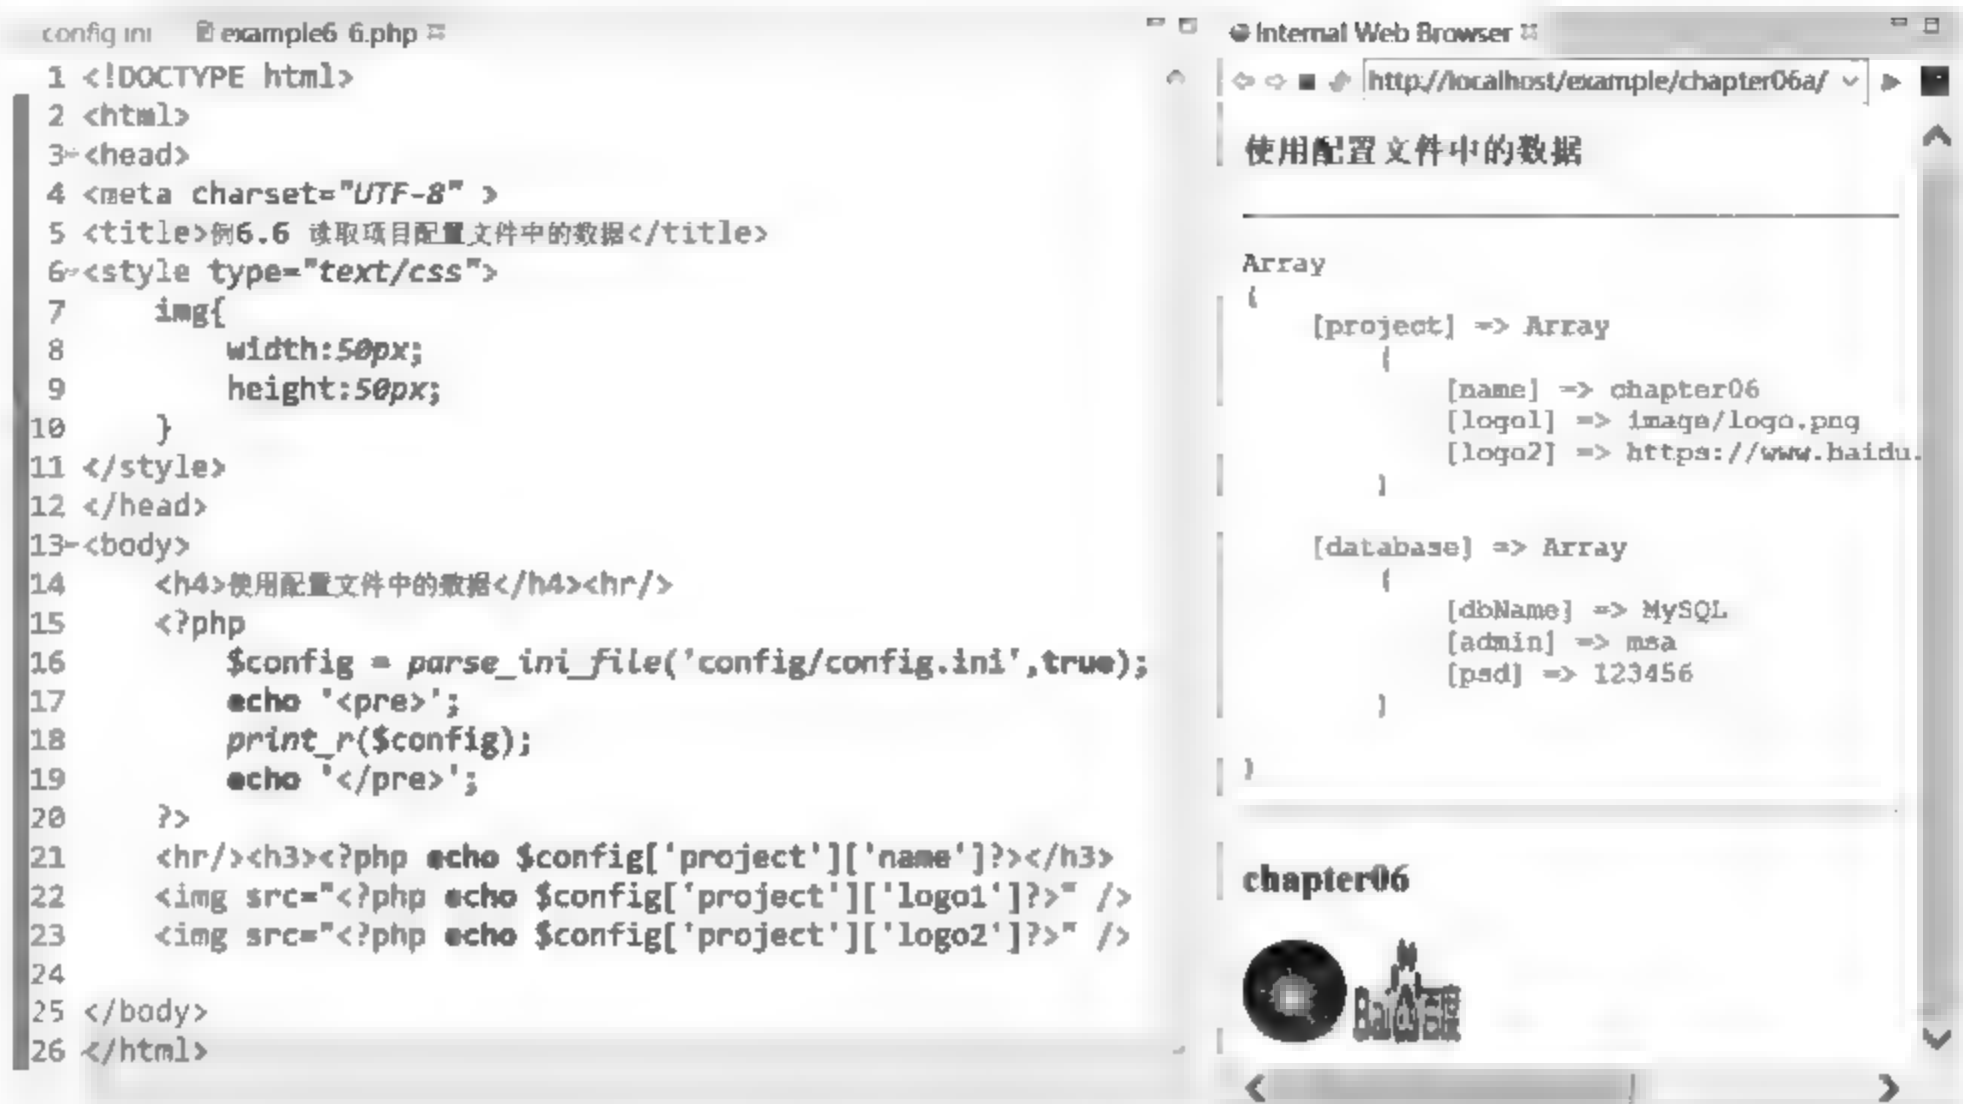 config ini
example6 6.php
1 <!DOCTYPE html>
2 <html>
3 <head>
4 <meta charset="UTF-8" >
5 <title>例6.6 读取项目配置文件中的数据</title>
6 <style type="text/css">
7 img{
8 width:50px;
9 height:50px;
10 }
11 </style>
12 </head>
13 <body>
14 <h4>使用配置文件中的数据</h4><hr/>
15 <?php
16 $config = parse_ini_file('config/config.ini',true);
17 echo '<pre>';
18 print_r($config);
19 echo '</pre>';
20 ?>
21 <hr/><h3><?php echo $config['project']['name']?></h3>
22 <img src="<?php echo $config['project']['logo1']?>" />
23 <img src="<?php echo $config['project']['logo2']?>" />
24
25 </body>
26 </html>
Internal Web Browser
http://localhost/example/chapter06a/
使用配置文件中的数据
Array
(
[project] => Array
(
[name] => chapter06
[logo1] => image/logo.png
[logo2] => https://www.baidu.
)
[database] => Array
(
[dbName] => MySQL
[admin] => msa
[psd] => 123456
)
)
chapter06
Bai 百度